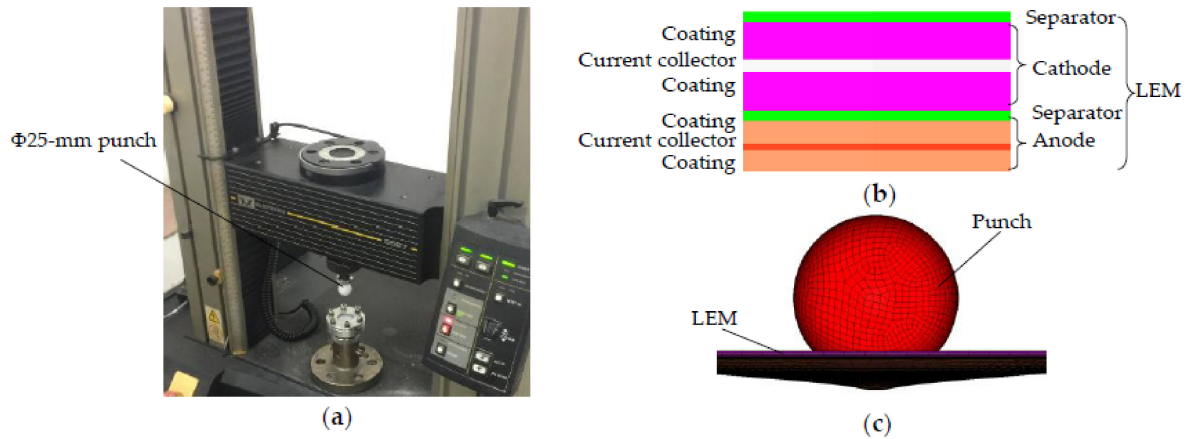 Φ25-mm punch
(a)
Separator
Coating
Current collector
Cathode
Coating
LEM
Separator
Coating
Current collector
Anode
Coating
(b)
Punch
LEM
(c)